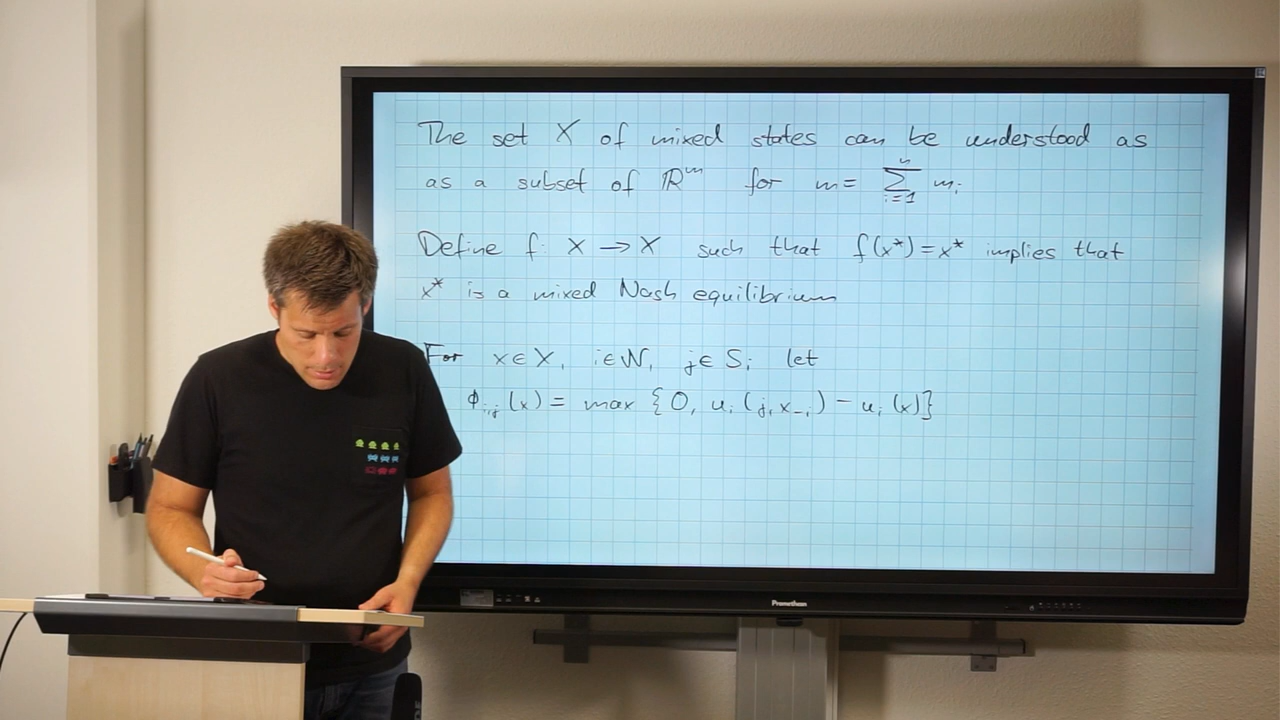 The set X of mixed states can be understood as
as a subset of ℝ^m for m = ∑_{i=1}^{n} m_i
Define f: X → X such that f(x*) = x* implies that
x* is a mixed Nash equilibrium
For x ∈ X, i ∈ N, j ∈ S_i let
ϕ_{i,j}(x) = max {0, u_i(j, x_{-i}) - u_i(x)}
Promethean